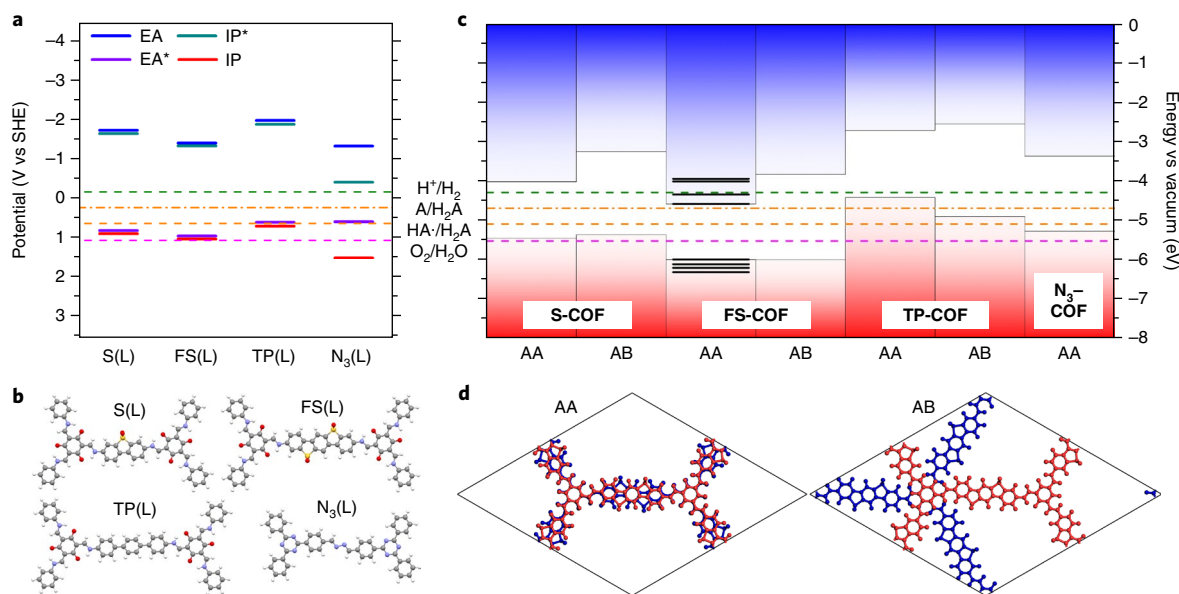 a
EA
IP*
EA*
IP
Potential (V vs SHE)
–4
–3
–2
–1
0
1
2
3
S(L)
FS(L)
TP(L)
N₃(L)
H⁺/H₂
A/H₂A
HA·/H₂A
O₂/H₂O
c
0
–1
–2
–3
–4
–5
–6
–7
–8
Energy vs vacuum (eV)
S-COF
FS-COF
TP-COF
N₃–
COF
AA
AB
AA
AB
AA
AB
AA
b
S(L)
FS(L)
TP(L)
N₃(L)
d
AA
AB